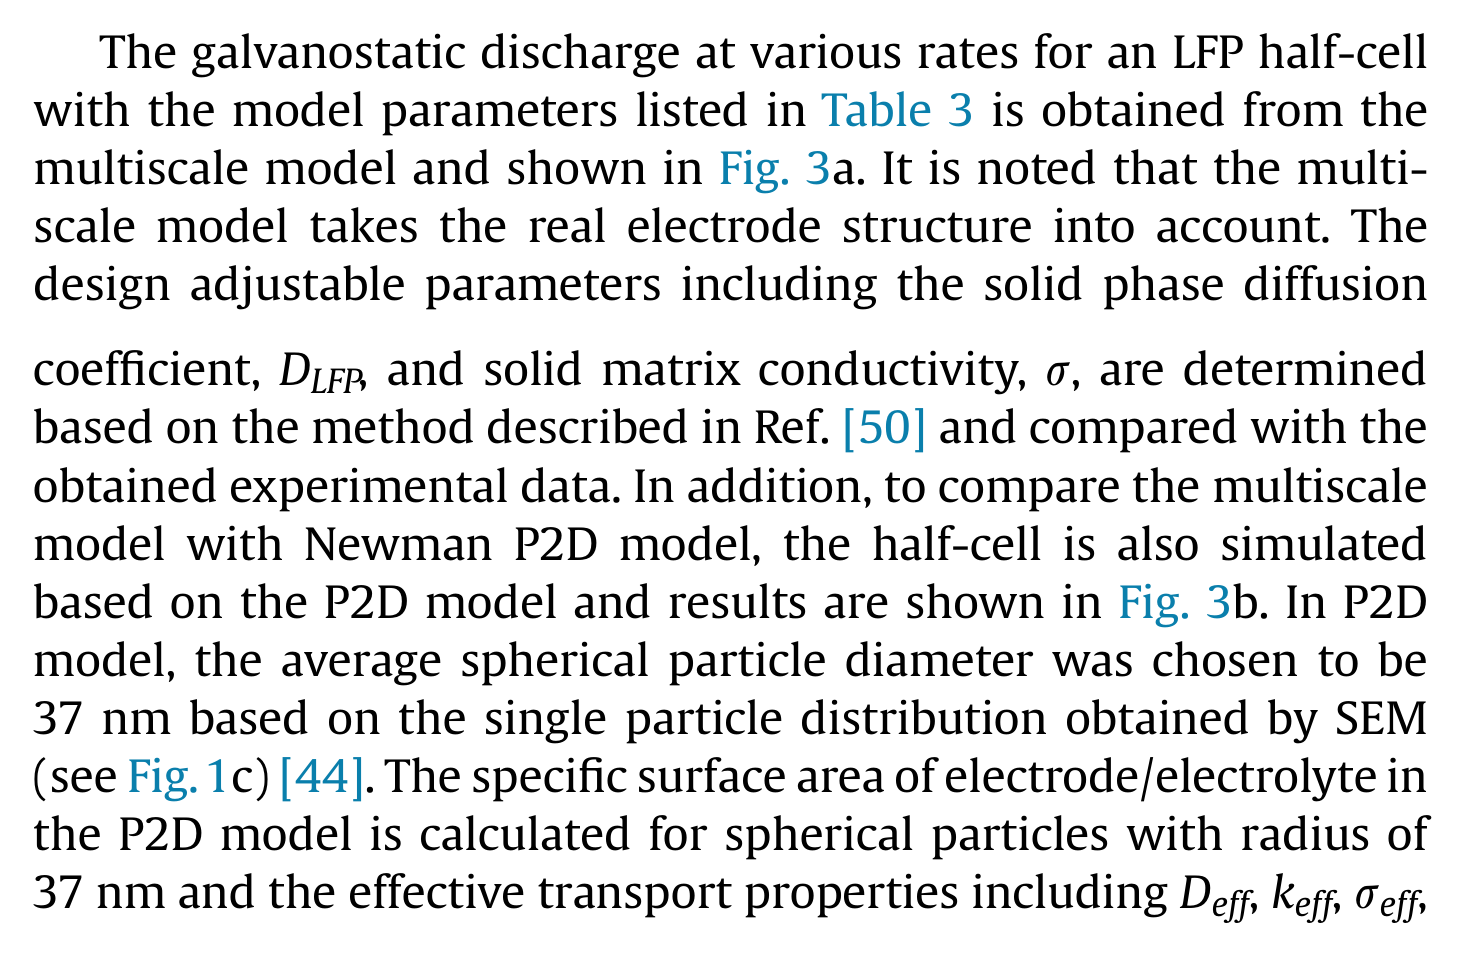 The galvanostatic discharge at various rates for an LFP half-cell
with the model parameters listed in Table 3 is obtained from the
multiscale model and shown in Fig. 3a. It is noted that the multi-
scale model takes the real electrode structure into account. The
design adjustable parameters including the solid phase diffusion
coefficient, D_LFP, and solid matrix conductivity, σ, are determined
based on the method described in Ref. [50] and compared with the
obtained experimental data. In addition, to compare the multiscale
model with Newman P2D model, the half-cell is also simulated
based on the P2D model and results are shown in Fig. 3b. In P2D
model, the average spherical particle diameter was chosen to be
37 nm based on the single particle distribution obtained by SEM
(see Fig. 1c) [44]. The specific surface area of electrode/electrolyte in
the P2D model is calculated for spherical particles with radius of
37 nm and the effective transport properties including D_eff, k_eff, σ_eff,